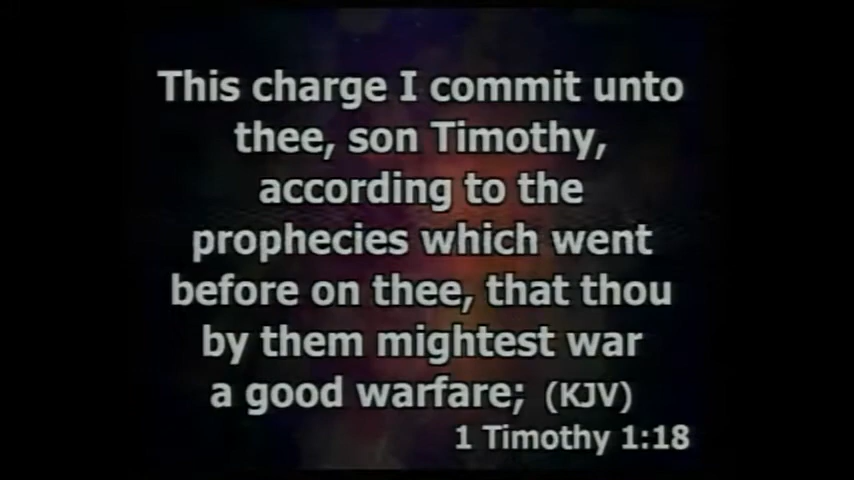 This charge I commit unto
thee, son Timothy,
according to the
prophecies which went
before on thee, that thou
by them mightest war
a good warfare; (KJV)
1 Timothy 1:18